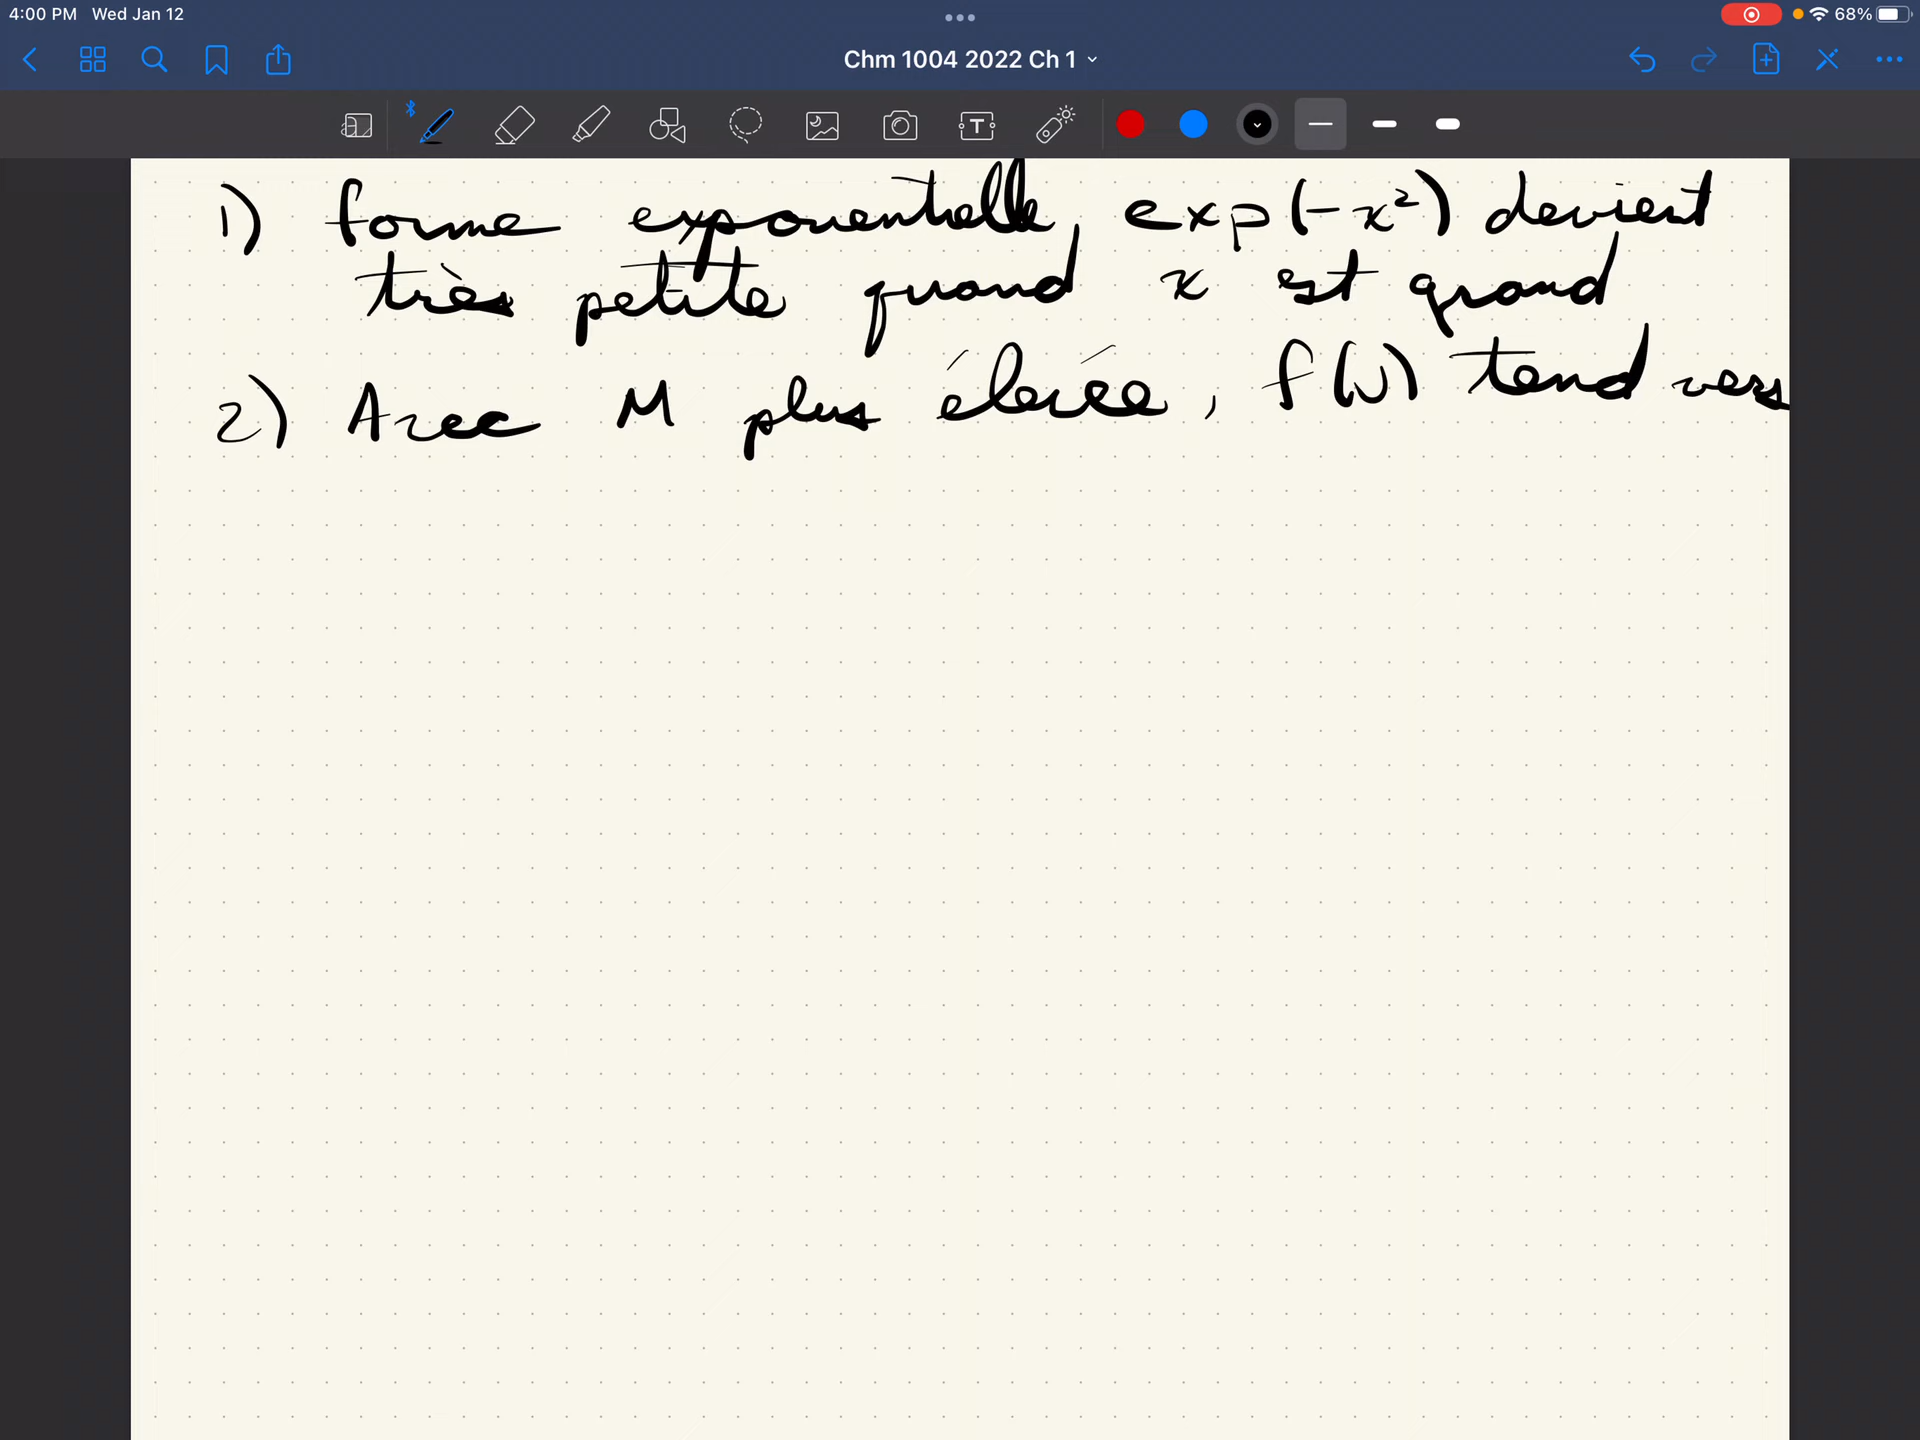 4:00 PM Wed Jan 12
68%
Chm 1004 2022 Ch 1
1) forme exponentielle, exp(-x²) devient
très petite quand x est grand
2) Avec M plus élevée, f(v) tend vers